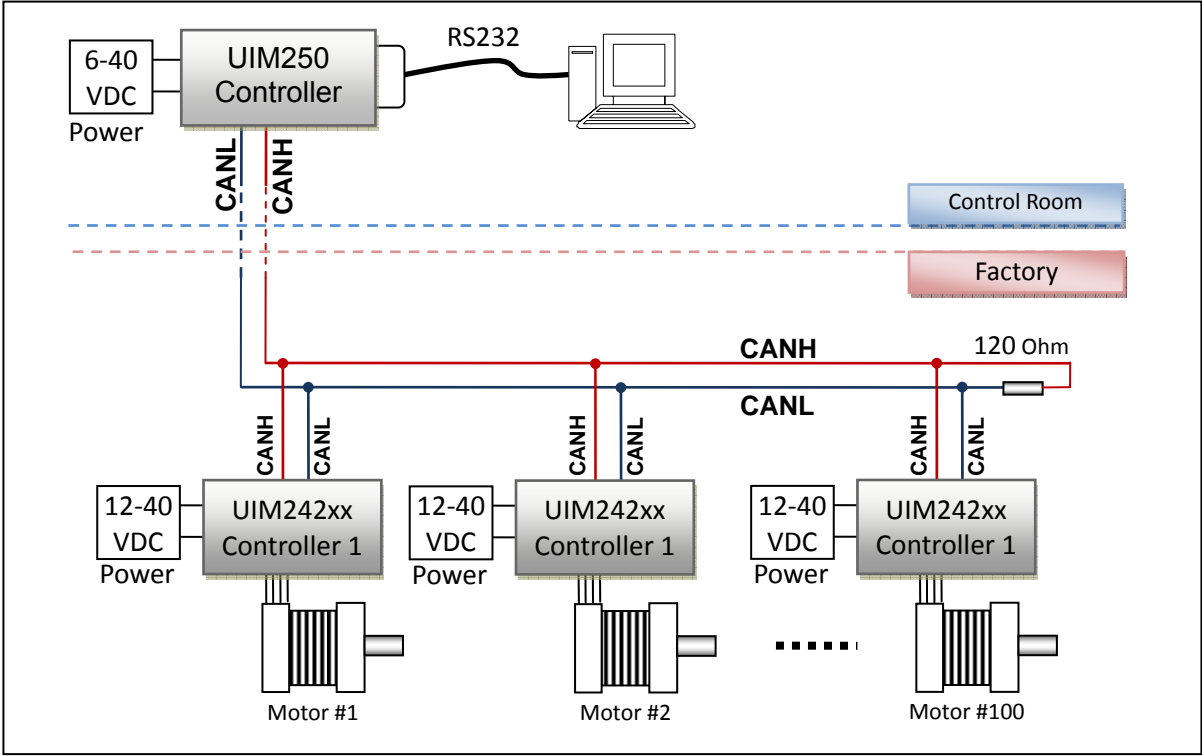 6-40
VDC
Power
UIM250
Controller
RS232
CANL
CANH
Control Room
Factory
CANH
120 Ohm
CANL
CANH
CANL
CANH
CANL
CANH
CANL
12-40
VDC
Power
UIM242xx
Controller 1
12-40
VDC
Power
UIM242xx
Controller 1
12-40
VDC
Power
UIM242xx
Controller 1
Motor #1
Motor #2
Motor #100